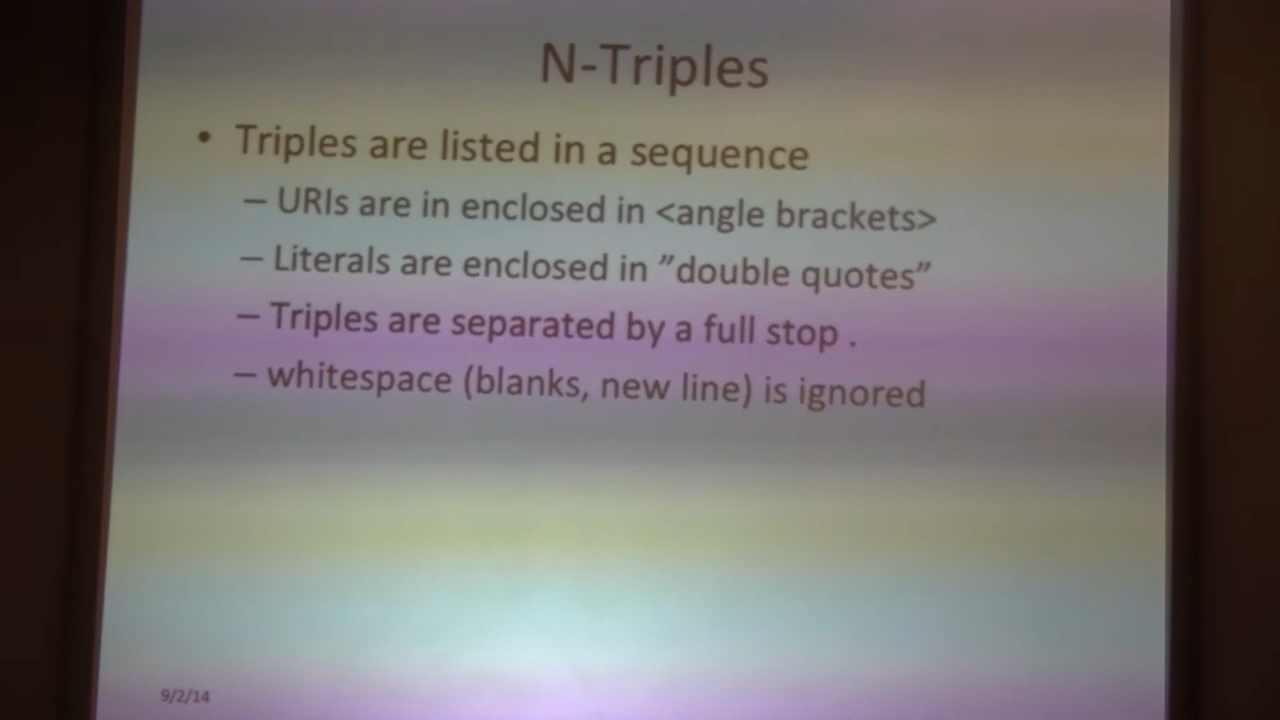 N-Triples
• Triples are listed in a sequence
– URIs are in enclosed in <angle brackets>
– Literals are enclosed in ”double quotes”
– Triples are separated by a full stop .
– whitespace (blanks, new line) is ignored
9/2/14